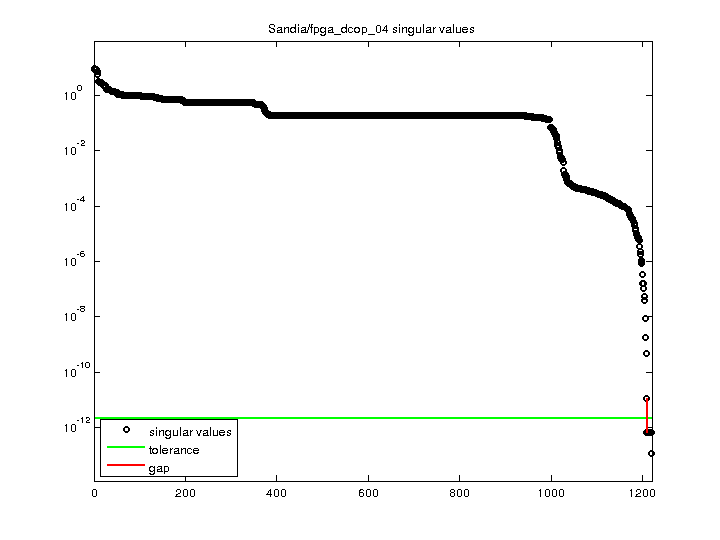 Sandia/fpga_dcop_04 singular values
10^0
10^-2
10^-4
10^-6
10^-8
10^-10
10^-12
singular values
tolerance
gap
0 200 400 600 800 1000 1200